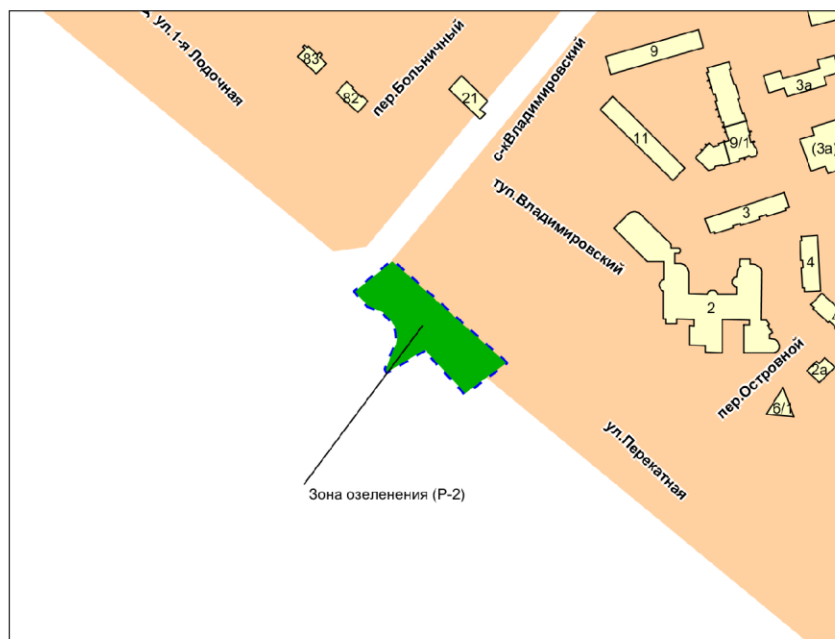 ул.1-я Лодочная
83
82
пер.Больничный
21
с-кВладимировский
9
3а
11
9/1
(3а)
туп.Владимировский
3
4
2
пер.Островной
2а
6/1
ул.Перекатная
Зона озеленения (Р-2)